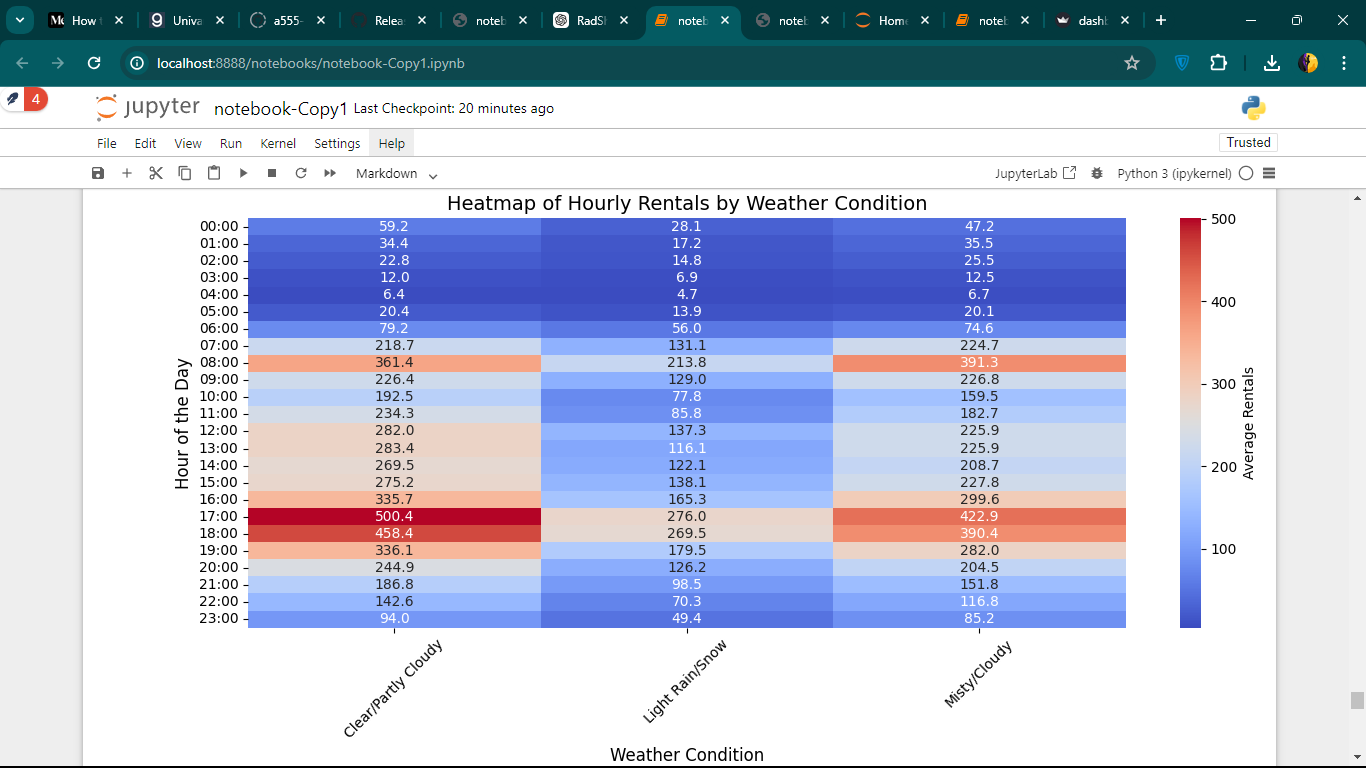 Mc How t
g Univa
a555-
Relea
noteb
RadSh
noteb
noteb
Home
noteb
dashb
localhost:8888/notebooks/notebook-Copy1.ipynb
4
jupyter notebook-Copy1 Last Checkpoint: 20 minutes ago
File Edit View Run Kernel Settings Help Trusted
Markdown JupyterLab Python 3 (ipykernel)
Heatmap of Hourly Rentals by Weather Condition
00:00 59.2 28.1 47.2
01:00 34.4 17.2 35.5
02:00 22.8 14.8 25.5
03:00 12.0 6.9 12.5
04:00 6.4 4.7 6.7
05:00 20.4 13.9 20.1
06:00 79.2 56.0 74.6
07:00 218.7 131.1 224.7
08:00 361.4 213.8 391.3
09:00 226.4 129.0 226.8
10:00 192.5 77.8 159.5
11:00 234.3 85.8 182.7
12:00 282.0 137.3 225.9
13:00 283.4 116.1 225.9
14:00 269.5 122.1 208.7
15:00 275.2 138.1 227.8
16:00 335.7 165.3 299.6
17:00 500.4 276.0 422.9
18:00 458.4 269.5 390.4
19:00 336.1 179.5 282.0
20:00 244.9 126.2 204.5
21:00 186.8 98.5 151.8
22:00 142.6 70.3 116.8
23:00 94.0 49.4 85.2
Hour of the Day
500
400
300
200
100
Average Rentals
Clear/Partly Cloudy
Light Rain/Snow
Misty/Cloudy
Weather Condition